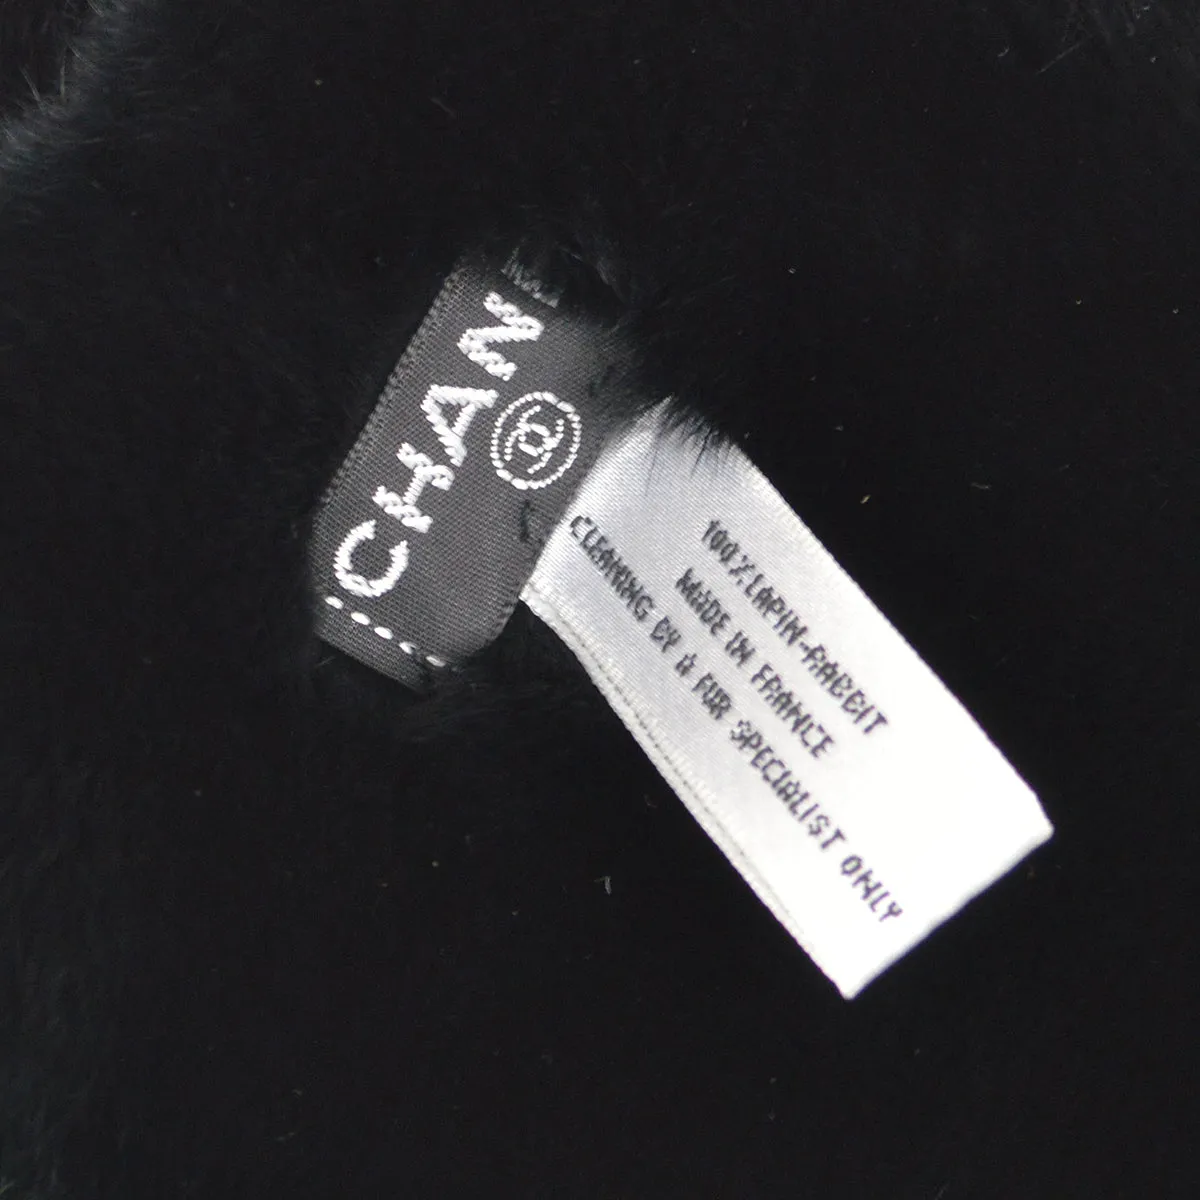 CHAN
100% LAPIN-RABBIT
MADE IN FRANCE
CLEANING BY A FUR SPECIALIST ONLY